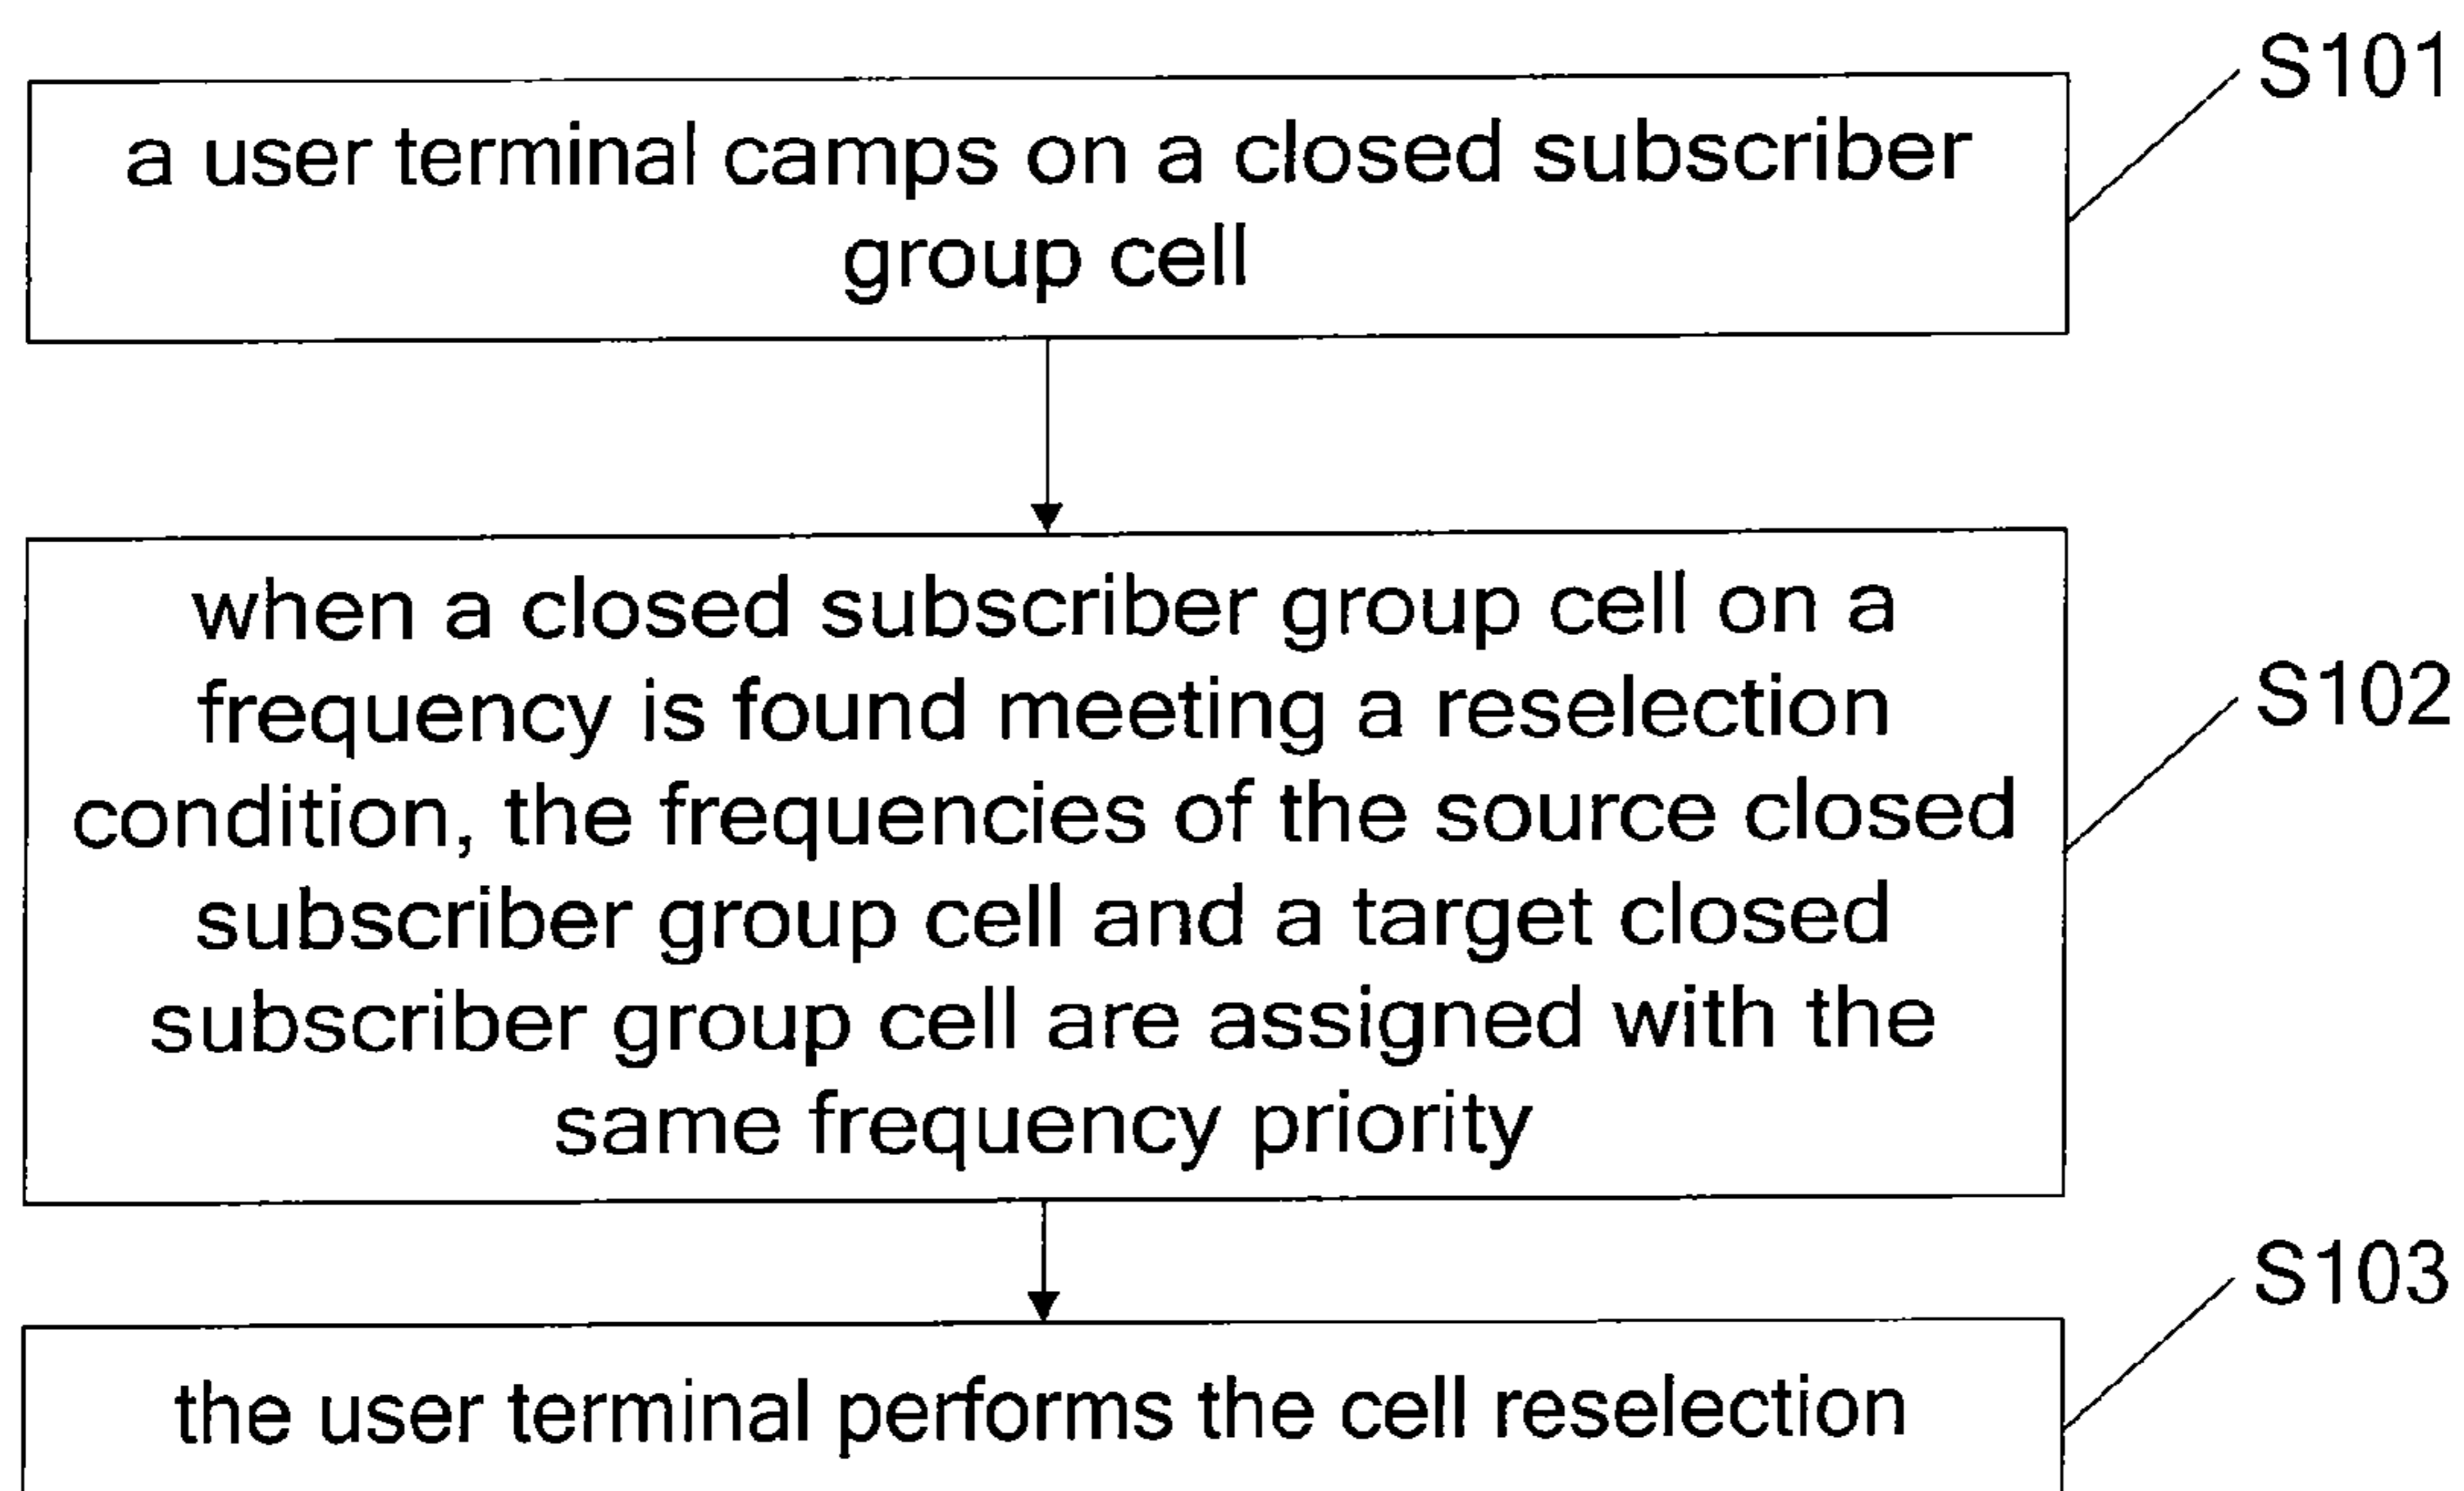 S101
a user terminal camps on a closed subscriber
group cell
when a closed subscriber group cell on a
frequency is found meeting a reselection
condition, the frequencies of the source closed
subscriber group cell and a target closed
subscriber group cell are assigned with the
same frequency priority
S102
S103
the user terminal performs the cell reselection